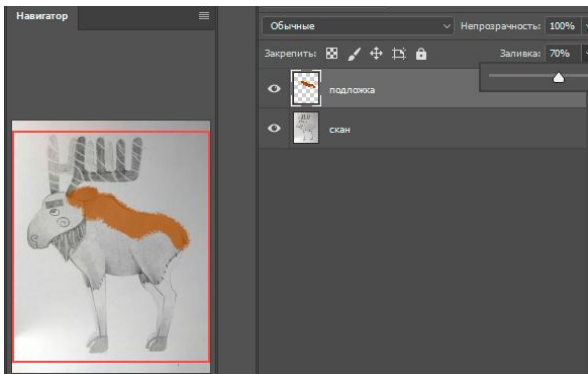 Навигатор
Обычные Непрозрачность: 100%
Закрепить: Заливка: 70%
подложка
скан